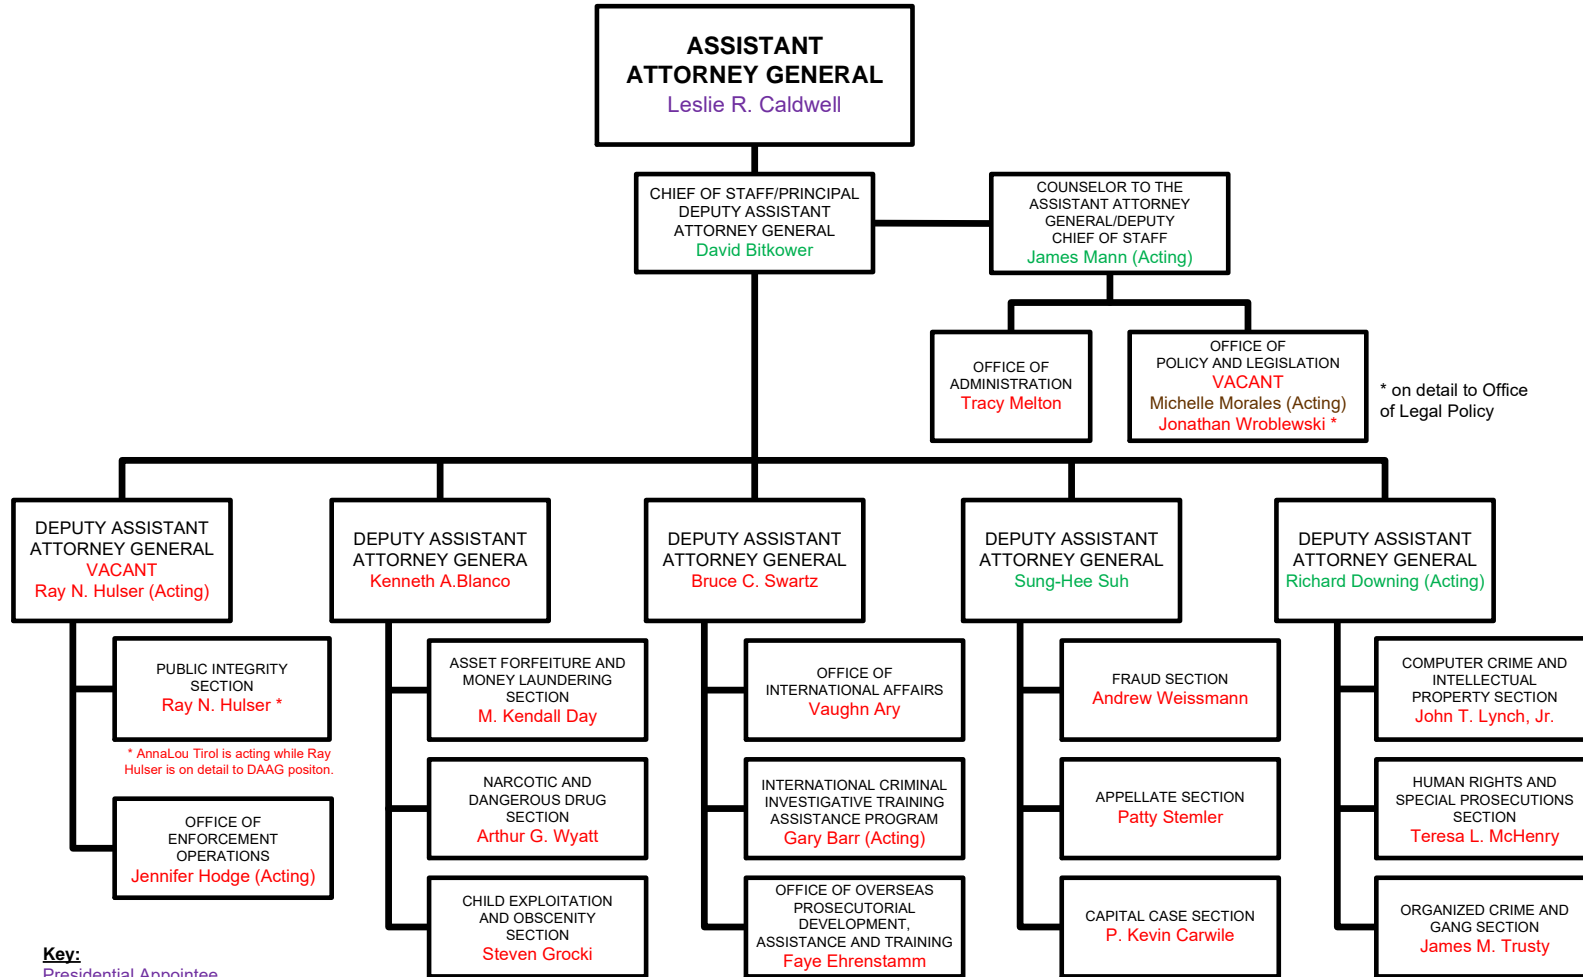 ASSISTANT
ATTORNEY GENERAL
Leslie R. Caldwell
CHIEF OF STAFF/PRINCIPAL
DEPUTY ASSISTANT
ATTORNEY GENERAL
David Bitkower
COUNSELOR TO THE
ASSISTANT ATTORNEY
GENERAL/DEPUTY
CHIEF OF STAFF
James Mann (Acting)
OFFICE OF
ADMINISTRATION
Tracy Melton
OFFICE OF
POLICY AND LEGISLATION
VACANT
Michelle Morales (Acting)
Jonathan Wroblewski *
* on detail to Office
of Legal Policy
DEPUTY ASSISTANT
ATTORNEY GENERAL
VACANT
Ray N. Hulser (Acting)
DEPUTY ASSISTANT
ATTORNEY GENERA
Kenneth A.Blanco
DEPUTY ASSISTANT
ATTORNEY GENERAL
Bruce C. Swartz
DEPUTY ASSISTANT
ATTORNEY GENERAL
Sung-Hee Suh
DEPUTY ASSISTANT
ATTORNEY GENERAL
Richard Downing (Acting)
PUBLIC INTEGRITY
SECTION
Ray N. Hulser *
* AnnaLou Tirol is acting while Ray
Hulser is on detail to DAAG positon.
OFFICE OF
ENFORCEMENT
OPERATIONS
Jennifer Hodge (Acting)
ASSET FORFEITURE AND
MONEY LAUNDERING
SECTION
M. Kendall Day
NARCOTIC AND
DANGEROUS DRUG
SECTION
Arthur G. Wyatt
CHILD EXPLOITATION
AND OBSCENITY
SECTION
Steven Grocki
OFFICE OF
INTERNATIONAL AFFAIRS
Vaughn Ary
INTERNATIONAL CRIMINAL
INVESTIGATIVE TRAINING
ASSISTANCE PROGRAM
Gary Barr (Acting)
OFFICE OF OVERSEAS
PROSECUTORIAL
DEVELOPMENT,
ASSISTANCE AND TRAINING
Faye Ehrenstamm
FRAUD SECTION
Andrew Weissmann
APPELLATE SECTION
Patty Stemler
CAPITAL CASE SECTION
P. Kevin Carwile
COMPUTER CRIME AND
INTELLECTUAL
PROPERTY SECTION
John T. Lynch, Jr.
HUMAN RIGHTS AND
SPECIAL PROSECUTIONS
SECTION
Teresa L. McHenry
ORGANIZED CRIME AND
GANG SECTION
James M. Trusty
Key:
Presidential Appointee